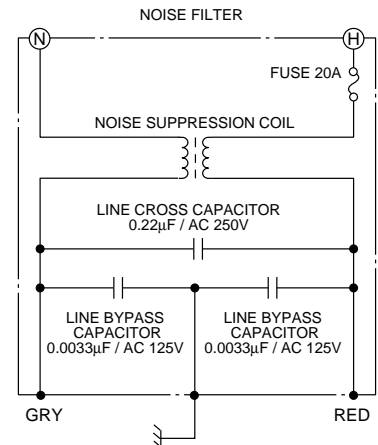 NOISE FILTER
N
H
FUSE 20A
NOISE SUPPRESSION COIL
LINE CROSS CAPACITOR
0.22µF / AC 250V
LINE BYPASS
CAPACITOR
0.0033µF / AC 125V
LINE BYPASS
CAPACITOR
0.0033µF / AC 125V
GRY
RED